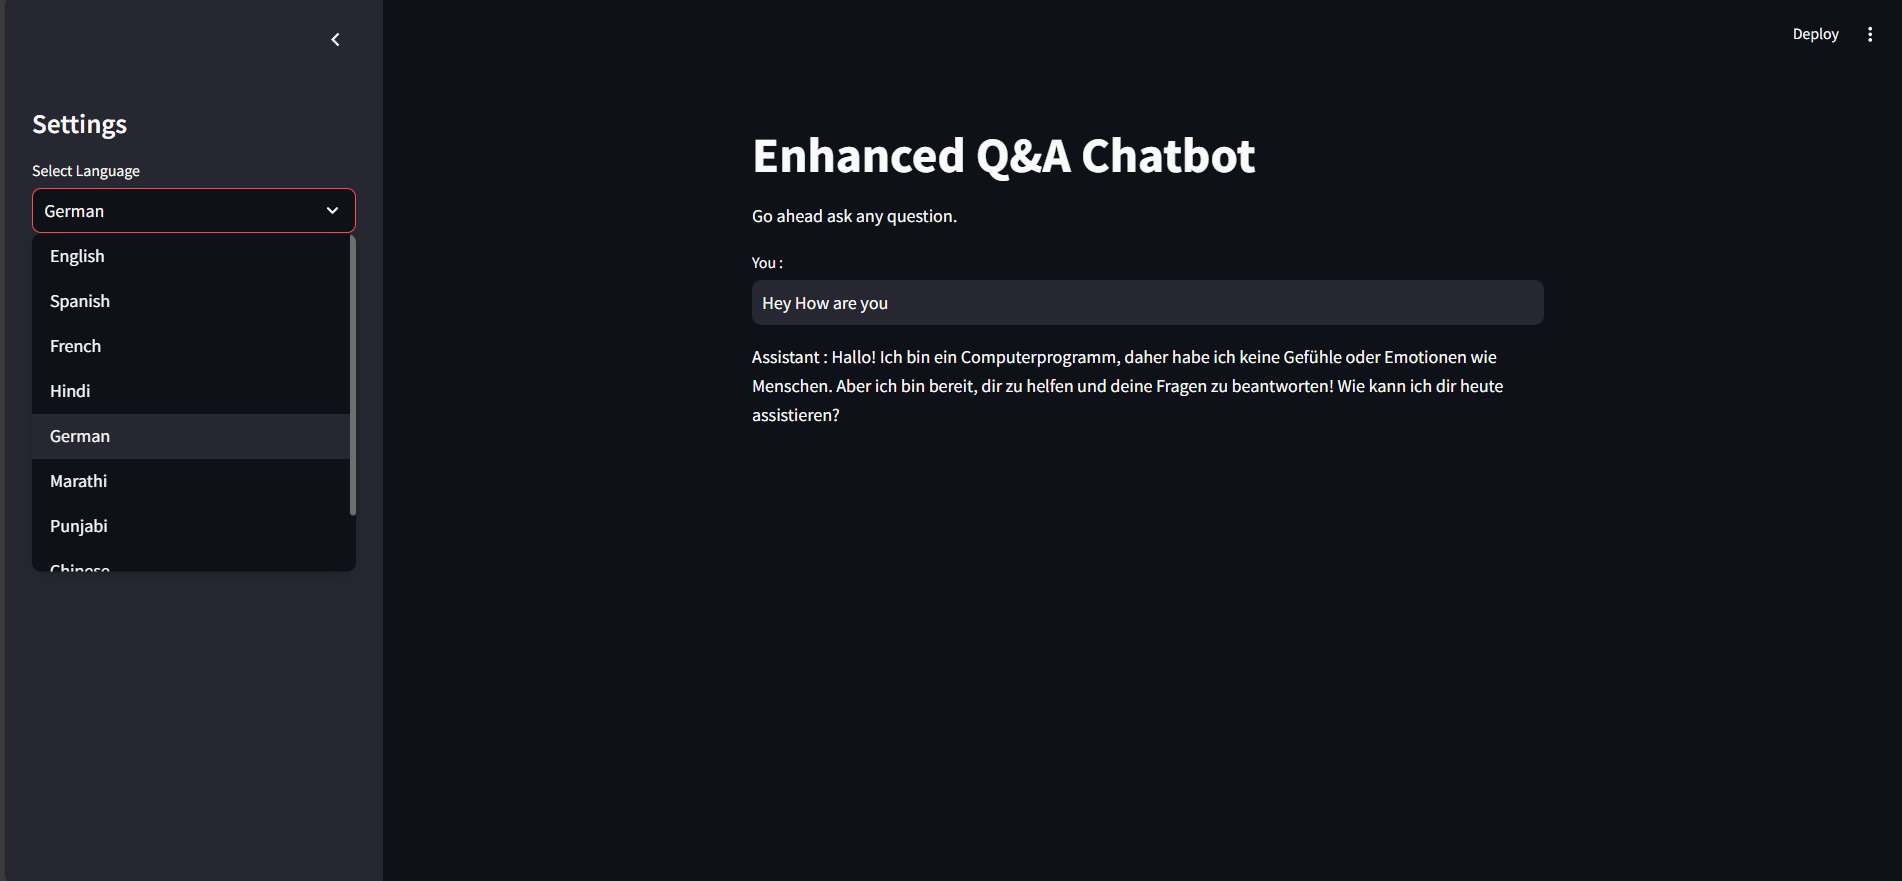 Deploy
Settings
Select Language
German
English
Spanish
French
Hindi
German
Marathi
Punjabi
Chinese
Enhanced Q&A Chatbot
Go ahead ask any question.
You :
Hey How are you
Assistant : Hallo! Ich bin ein Computerprogramm, daher habe ich keine Gefühle oder Emotionen wie
Menschen. Aber ich bin bereit, dir zu helfen und deine Fragen zu beantworten! Wie kann ich dir heute
assistieren?